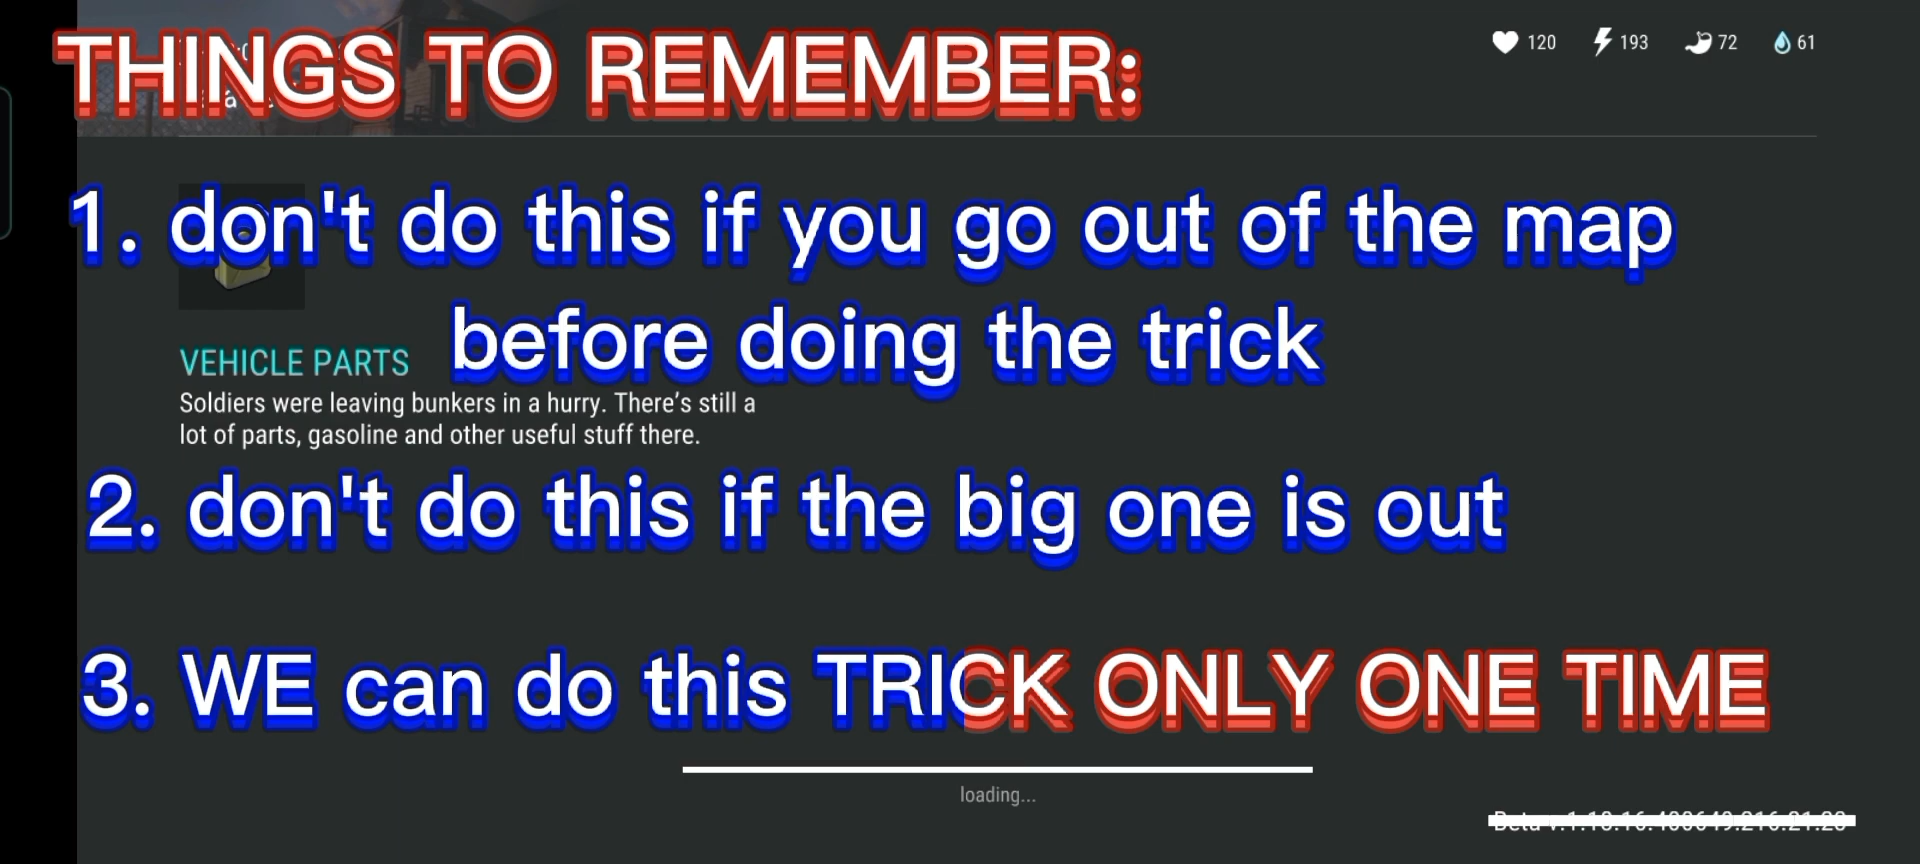 THINGS TO REMEMBER:
120 193 72 61
1. don't do this if you go out of the map
before doing the trick
VEHICLE PARTS
Soldiers were leaving bunkers in a hurry. There's still a
lot of parts, gasoline and other useful stuff there.
2. don't do this if the big one is out
3. WE can do this TRICK ONLY ONE TIME
loading...